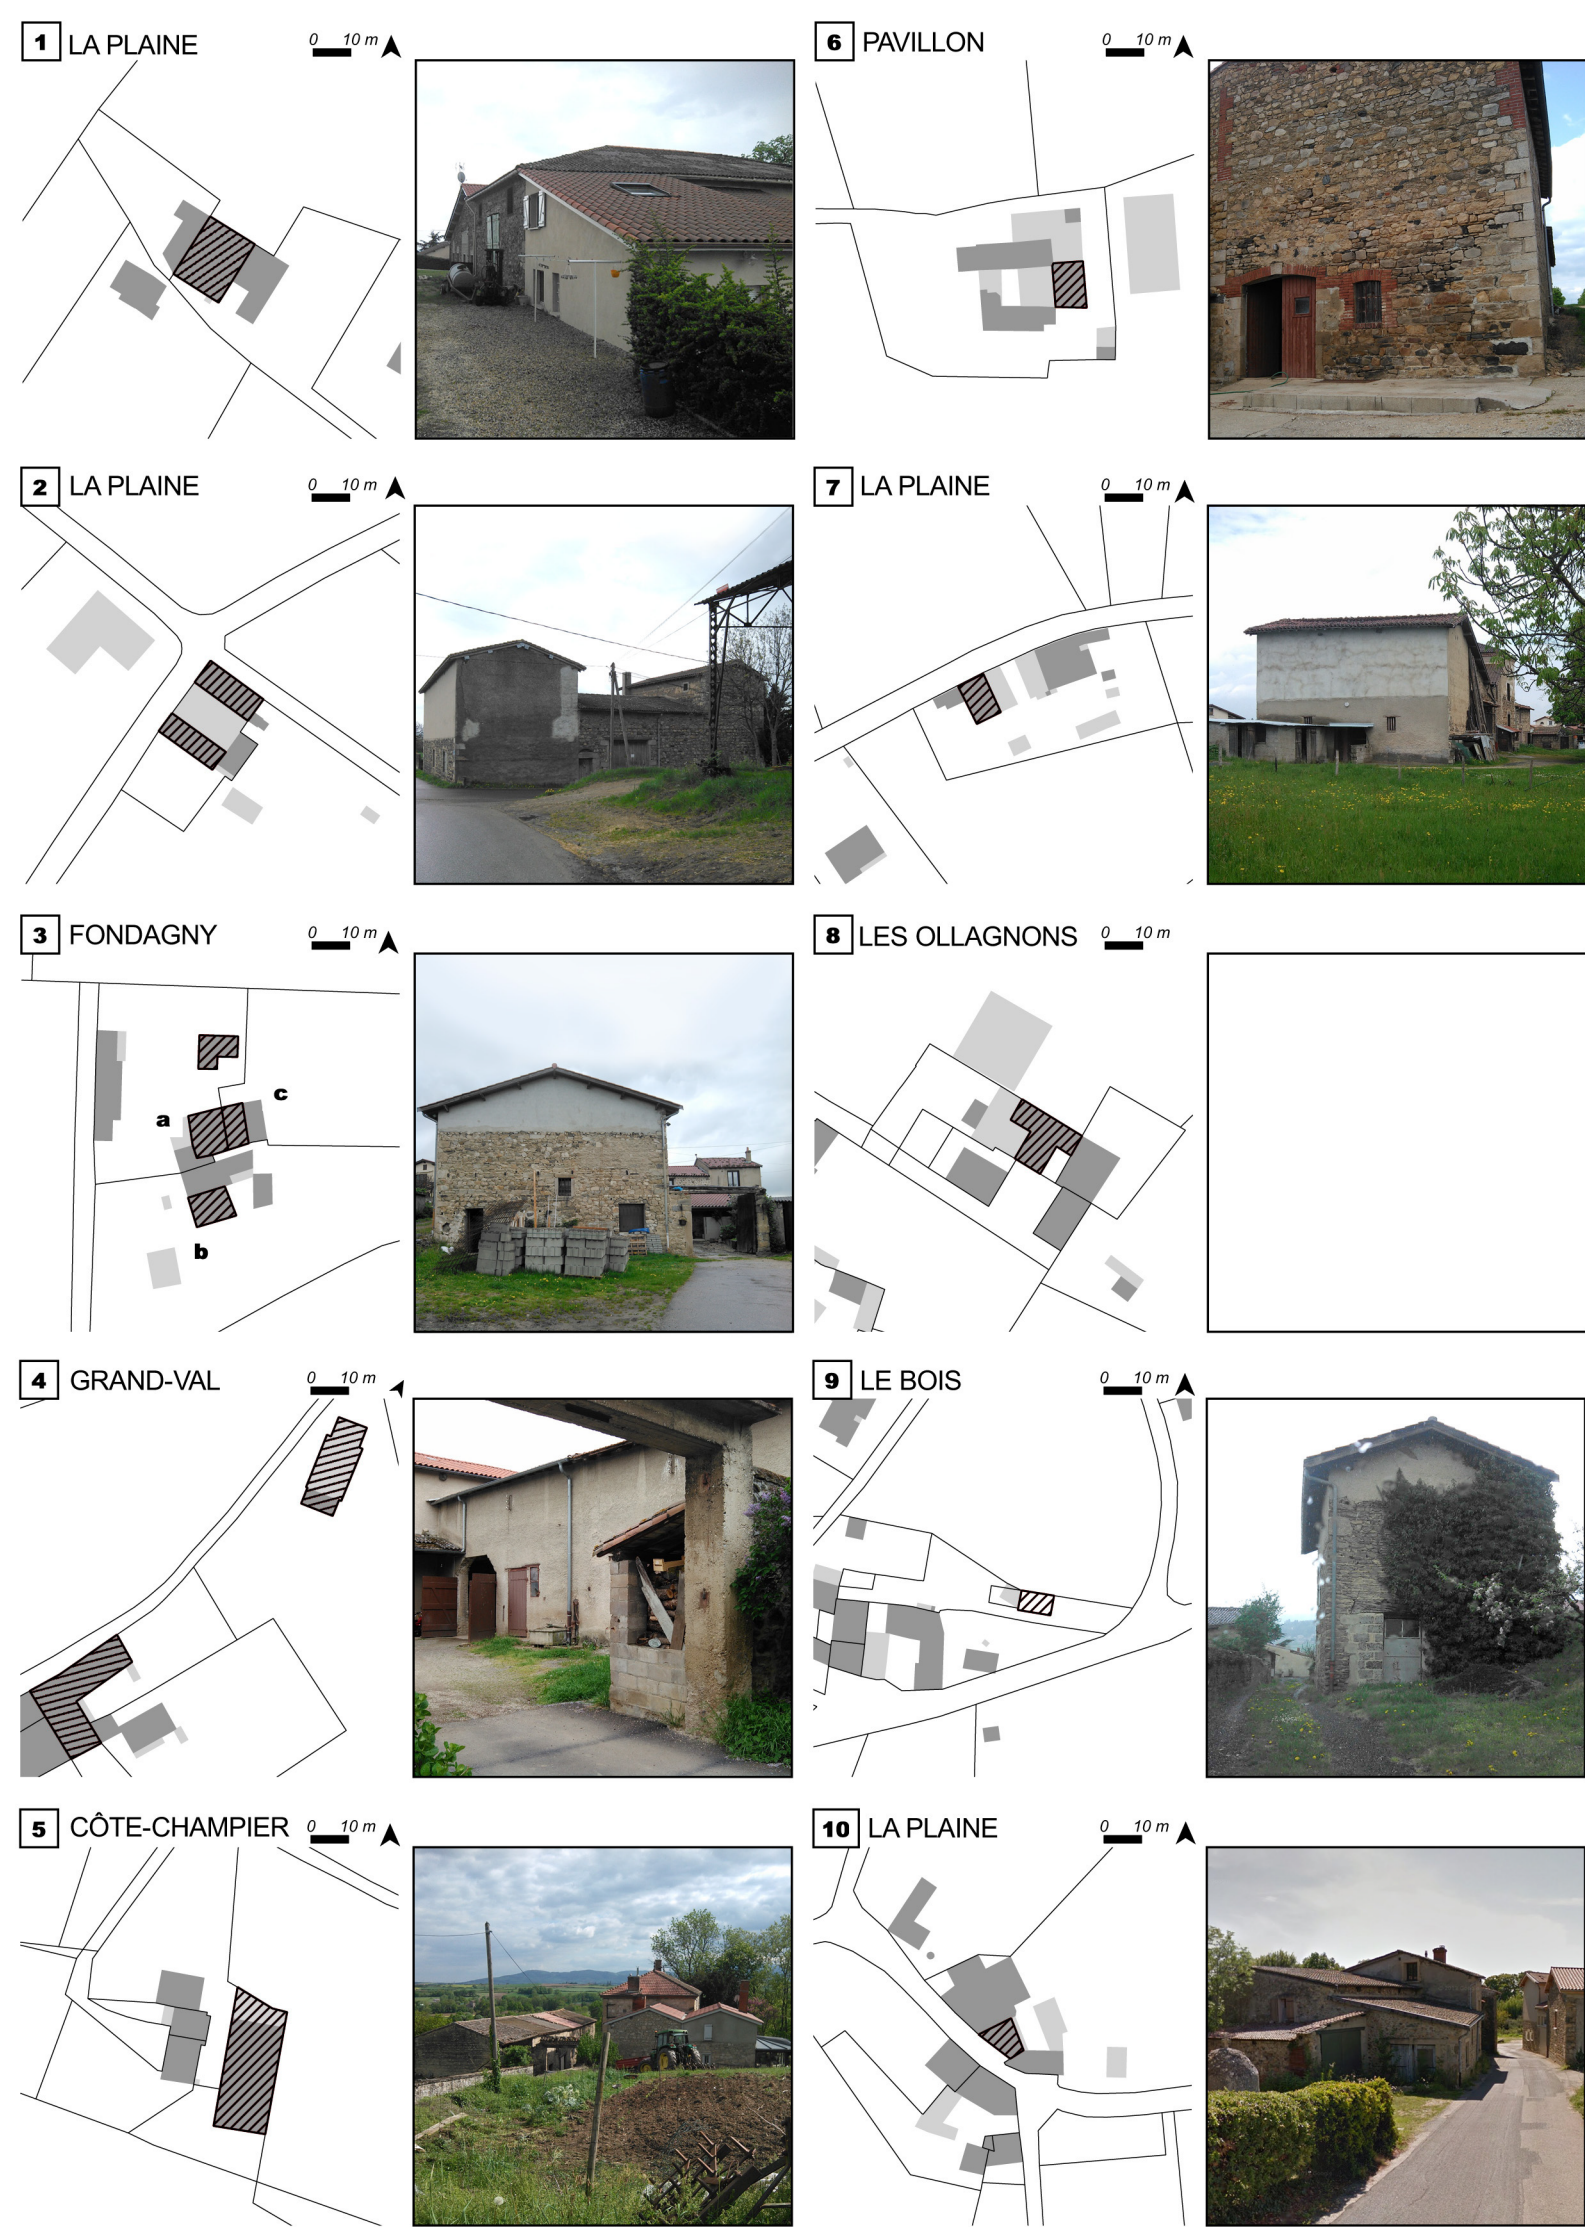 1 LA PLAINE 0 10 m
2 LA PLAINE 0 10 m
3 FONDAGNY 0 10 m
a
c
b
4 GRAND-VAL 0 10 m
5 CÔTE-CHAMPIER 0 10 m
6 PAVILLON 0 10 m
7 LA PLAINE 0 10 m
8 LES OLLAGNONS 0 10 m
9 LE BOIS 0 10 m
10 LA PLAINE 0 10 m